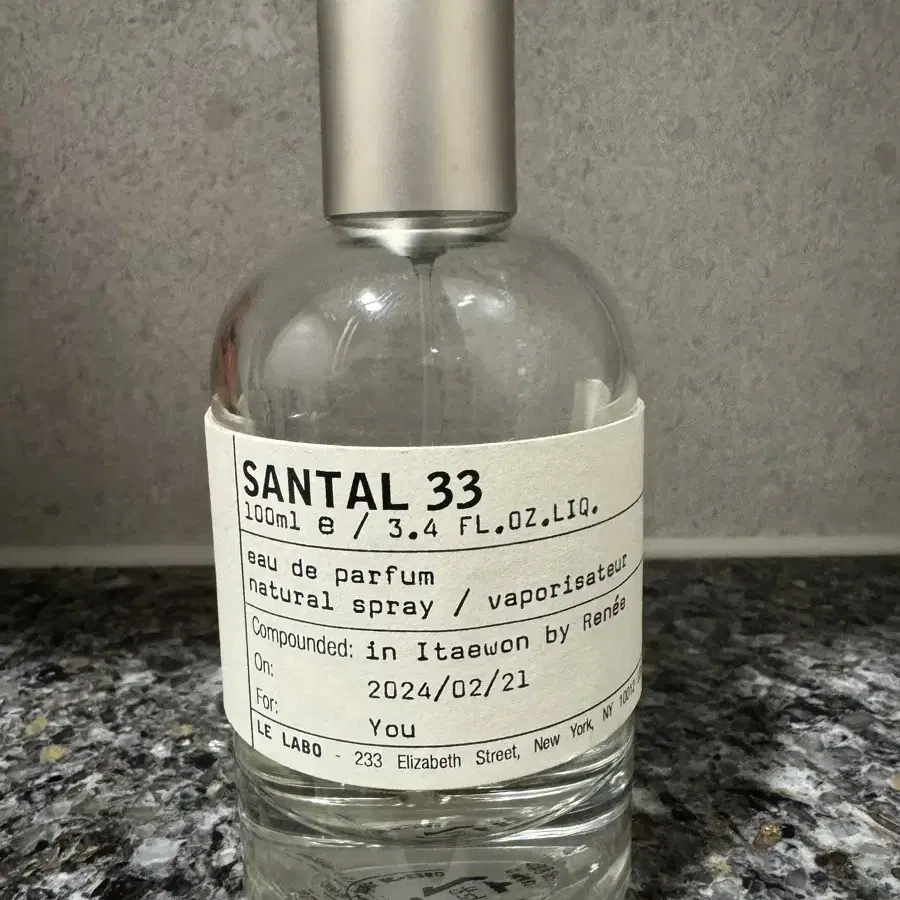 SANTAL 33
100ml e / 3.4 FL.OZ.LIQ.
eau de parfum
natural spray / vaporisateur
Compounded: in Itaewon by Renée
On: 2024/02/21
For: You
LE LABO - 233 Elizabeth Street, New York, NY 10012